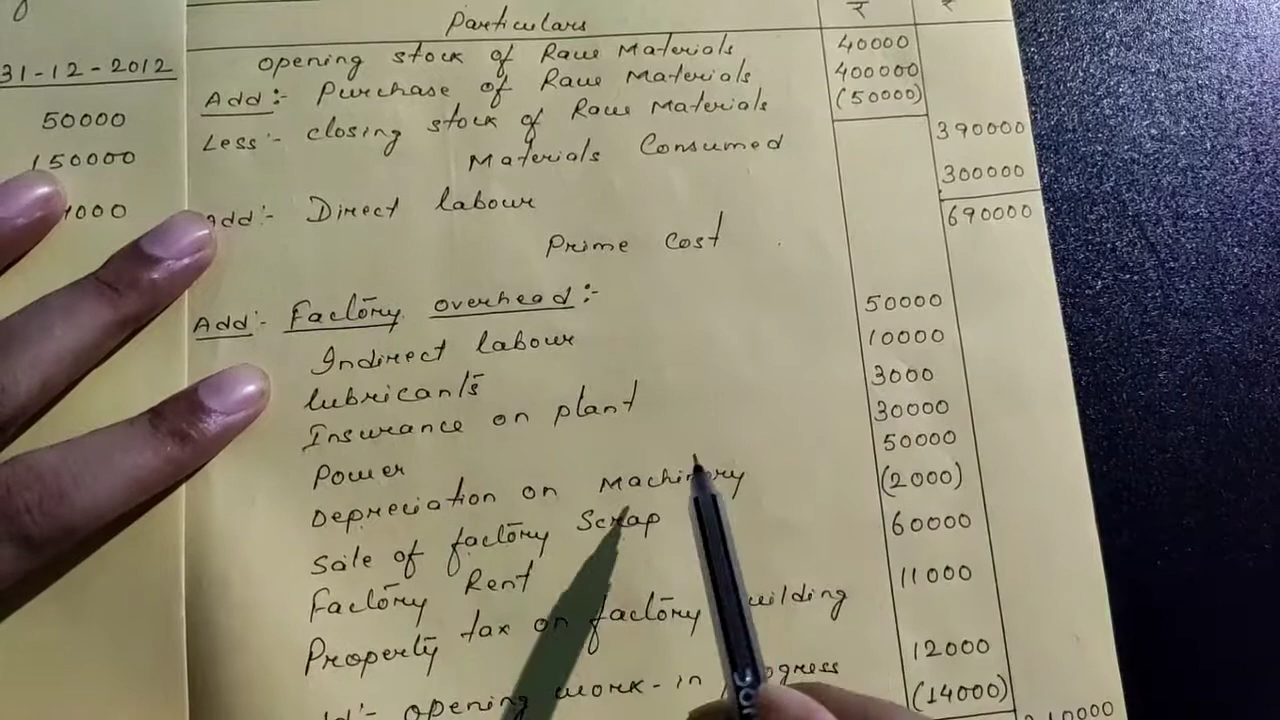 Particulars ₹ ₹
31-12-2012
50000
150000
000
opening stock of Raw Materials 40000
Add:- Purchase of Raw Materials 400000
Less:- closing stock of Raw Materials (50000)
Materials Consumed 390000
Add:- Direct labour 300000
Prime cost 690000
Add:- Factory overhead:-
Indirect labour 50000
lubricants 10000
Insurance on plant 3000
Power 30000
Depreciation on Machinery 50000
Sale of factory Scrap (2000)
Factory Rent 60000
Property tax on factory uilding 11000
opening work-in progress 12000
(14000)